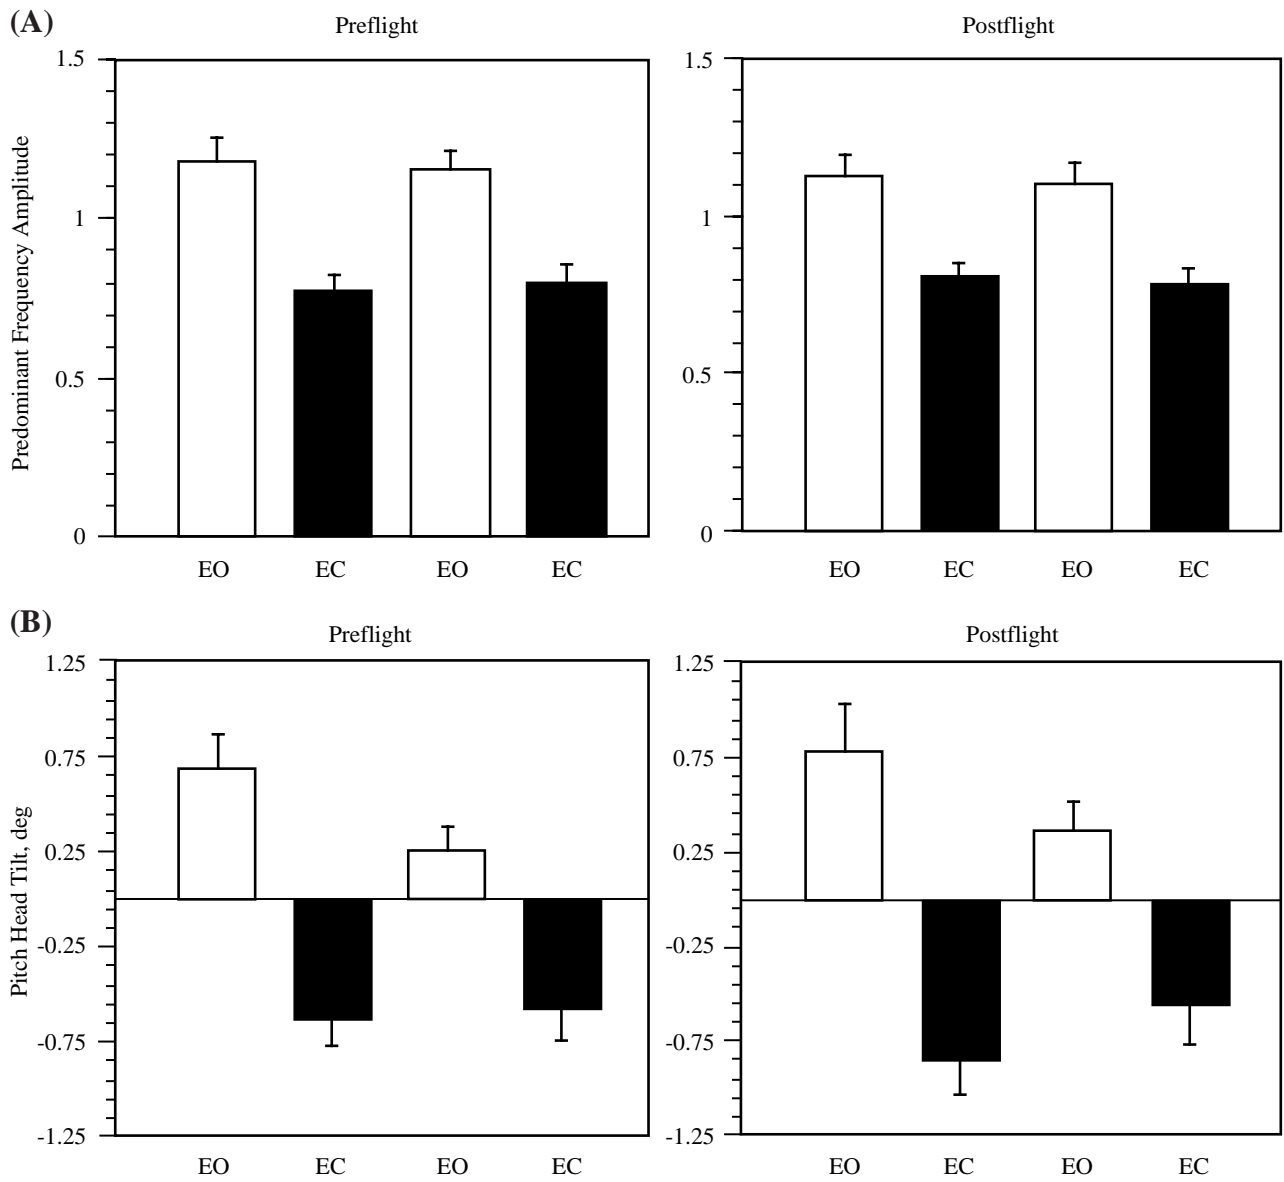 (A)
Preflight
Postflight
Predominant Frequency Amplitude
1.5
1
0.5
0
EO EC EO EC
1.5
1
0.5
0
EO EC EO EC
(B)
Preflight
Postflight
Pitch Head Tilt, deg
1.25
0.75
0.25
-0.25
-0.75
-1.25
EO EC EO EC
1.25
0.75
0.25
-0.25
-0.75
-1.25
EO EC EO EC